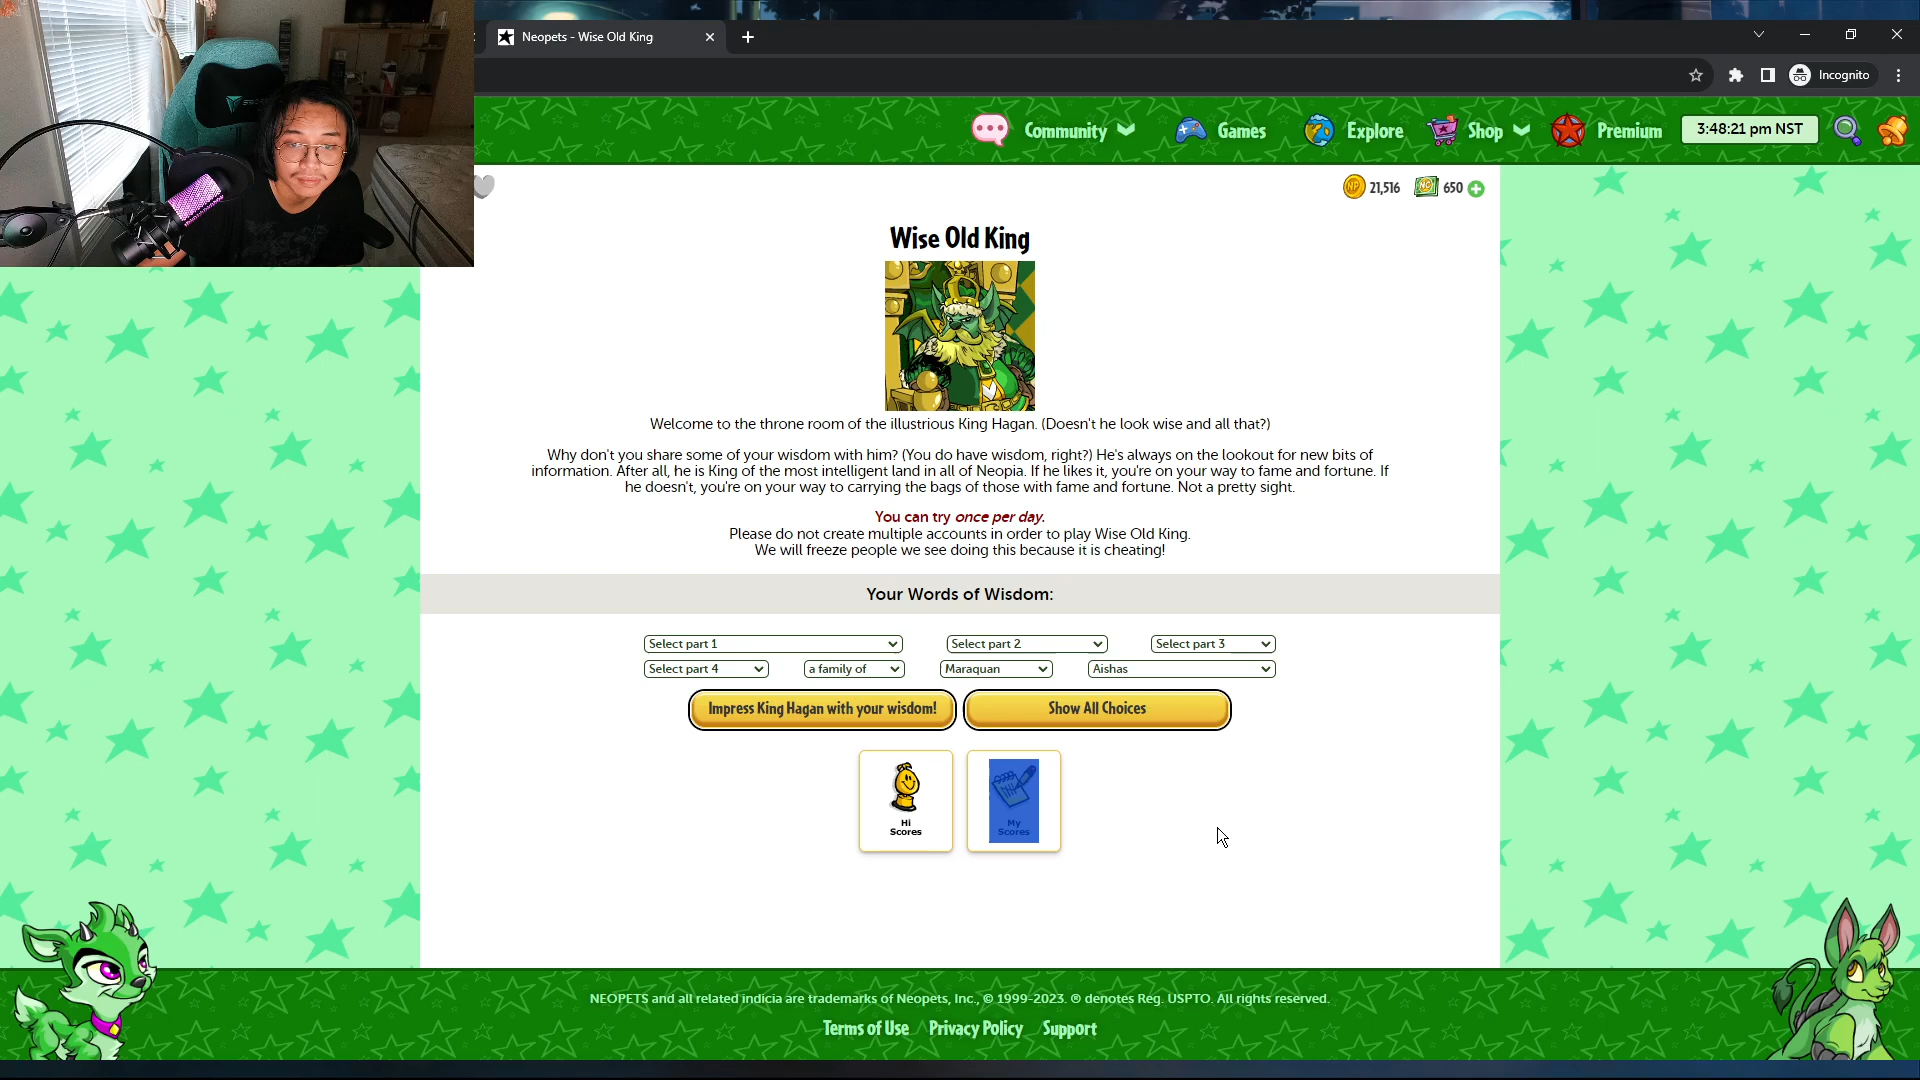 Neopets - Wise Old King
Incognito
Community
Games
Explore
Shop
Premium
3:48:21 pm NST
NP
21,516
NC
650
Wise Old King
Welcome to the throne room of the illustrious King Hagan. (Doesn't he look wise and all that?)
Why don't you share some of your wisdom with him? (You do have wisdom, right?) He's always on the lookout for new bits of
information. After all, he is King of the most intelligent land in all of Neopia. If he likes it, you're on your way to fame and fortune. If
he doesn't, you're on your way to carrying the bags of those with fame and fortune. Not a pretty sight.
You can try once per day.
Please do not create multiple accounts in order to play Wise Old King.
We will freeze people we see doing this because it is cheating!
Your Words of Wisdom:
Select part 1
Select part 2
Select part 3
Select part 4
a family of
Maraquan
Aishas
Impress King Hagan with your wisdom!
Show All Choices
Hi
Scores
My
Scores
NEOPETS and all related indicia are trademarks of Neopets, Inc., © 1999-2023. ® denotes Reg. USPTO. All rights reserved.
Terms of Use
Privacy Policy
Support